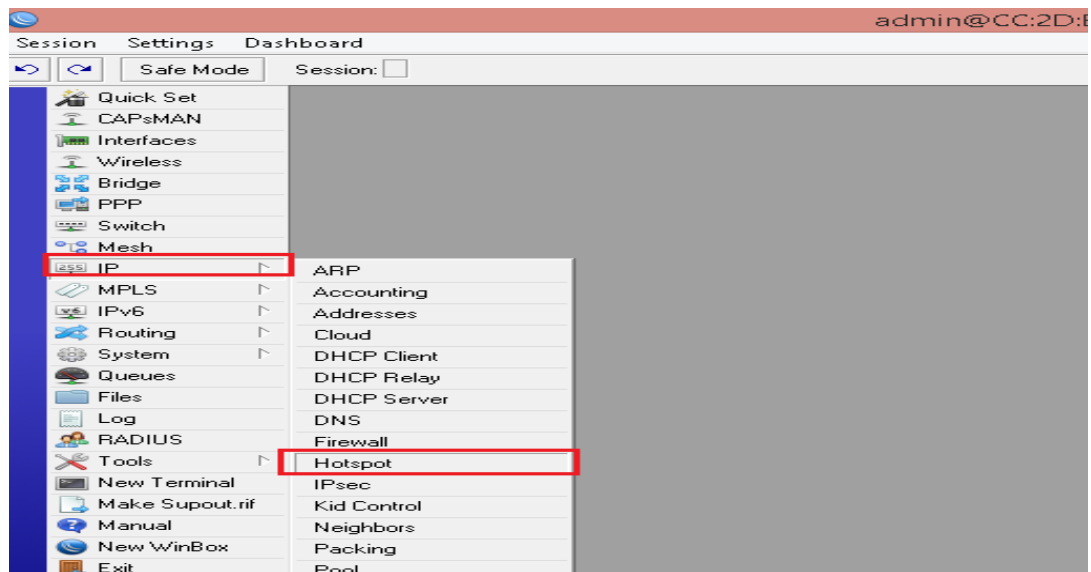 admin@CC:2D:E
Session Settings Dashboard
Safe Mode Session:
Quick Set
CAPsMAN
Interfaces
Wireless
Bridge
PPP
Switch
Mesh
255 IP
MPLS
v6 IPv6
Routing
System
Queues
Files
Log
RADIUS
Tools
New Terminal
Make Supout.rif
Manual
New WinBox
Exit
ARP
Accounting
Addresses
Cloud
DHCP Client
DHCP Relay
DHCP Server
DNS
Firewall
Hotspot
IPsec
Kid Control
Neighbors
Packing
Pool